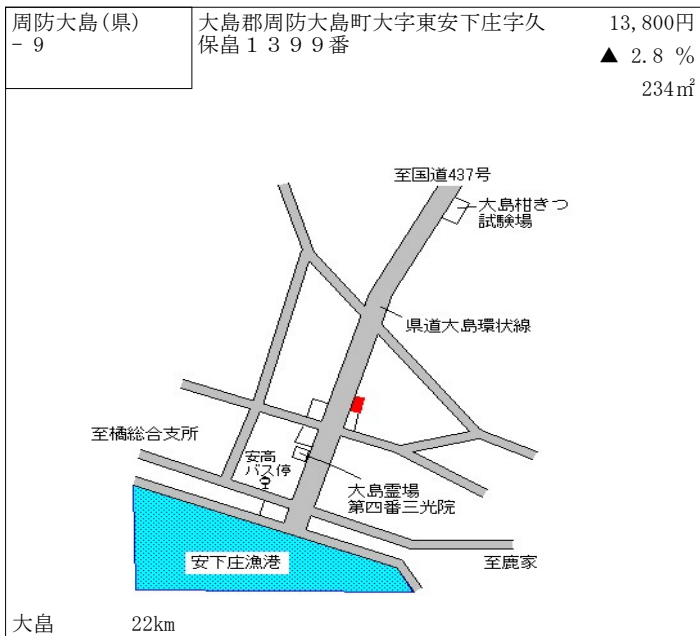 周防大島(県)
- 9
大島郡周防大島町大字東安下庄字久
保畠１３９９番
13,800円
▲ 2.8 %
234㎡
至国道437号
大島柑きつ
試験場
県道大島環状線
至橘総合支所
安高
バス停
大島霊場
第四番三光院
安下庄漁港
至鹿家
大畠 22km